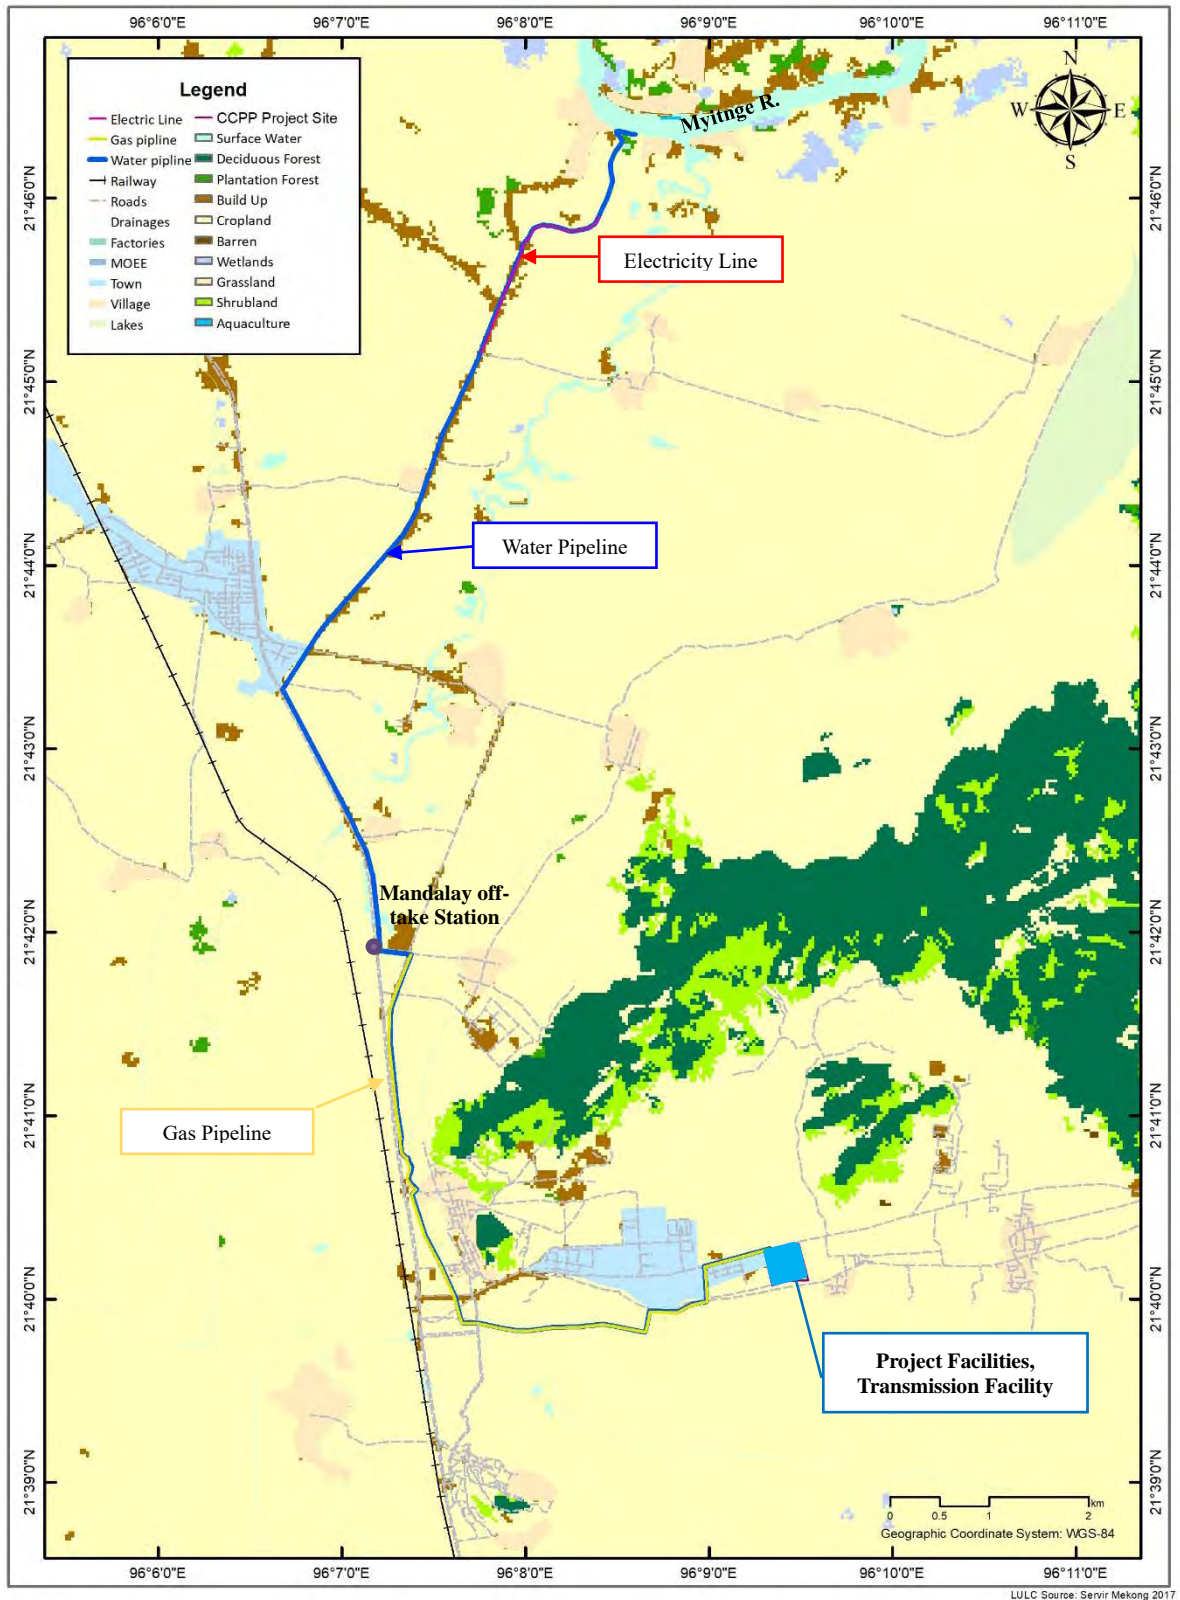 96°6'0"E 96°7'0"E 96°8'0"E 96°9'0"E 96°10'0"E 96°11'0"E
Legend
Electric Line
Gas pipline
Water pipline
Railway
Roads
Drainages
Factories
MOEE
Town
Village
Lakes
CCPP Project Site
Surface Water
Deciduous Forest
Plantation Forest
Build Up
Cropland
Barren
Wetlands
Grassland
Shrubland
Aquaculture
Myitnge R.
N
W E
S
21°46'0"N 21°46'0"N
Electricity Line
21°45'0"N 21°45'0"N
Water Pipeline
21°44'0"N 21°44'0"N
21°43'0"N 21°43'0"N
Mandalay off-
take Station
21°42'0"N 21°42'0"N
21°41'0"N 21°41'0"N
Gas Pipeline
21°40'0"N 21°40'0"N
Project Facilities,
Transmission Facility
21°39'0"N 21°39'0"N
km
0 0.5 1 2
Geographic Coordinate System: WGS-84
96°6'0"E 96°7'0"E 96°8'0"E 96°9'0"E 96°10'0"E 96°11'0"E
LULC Source: Servir Mekong 2017